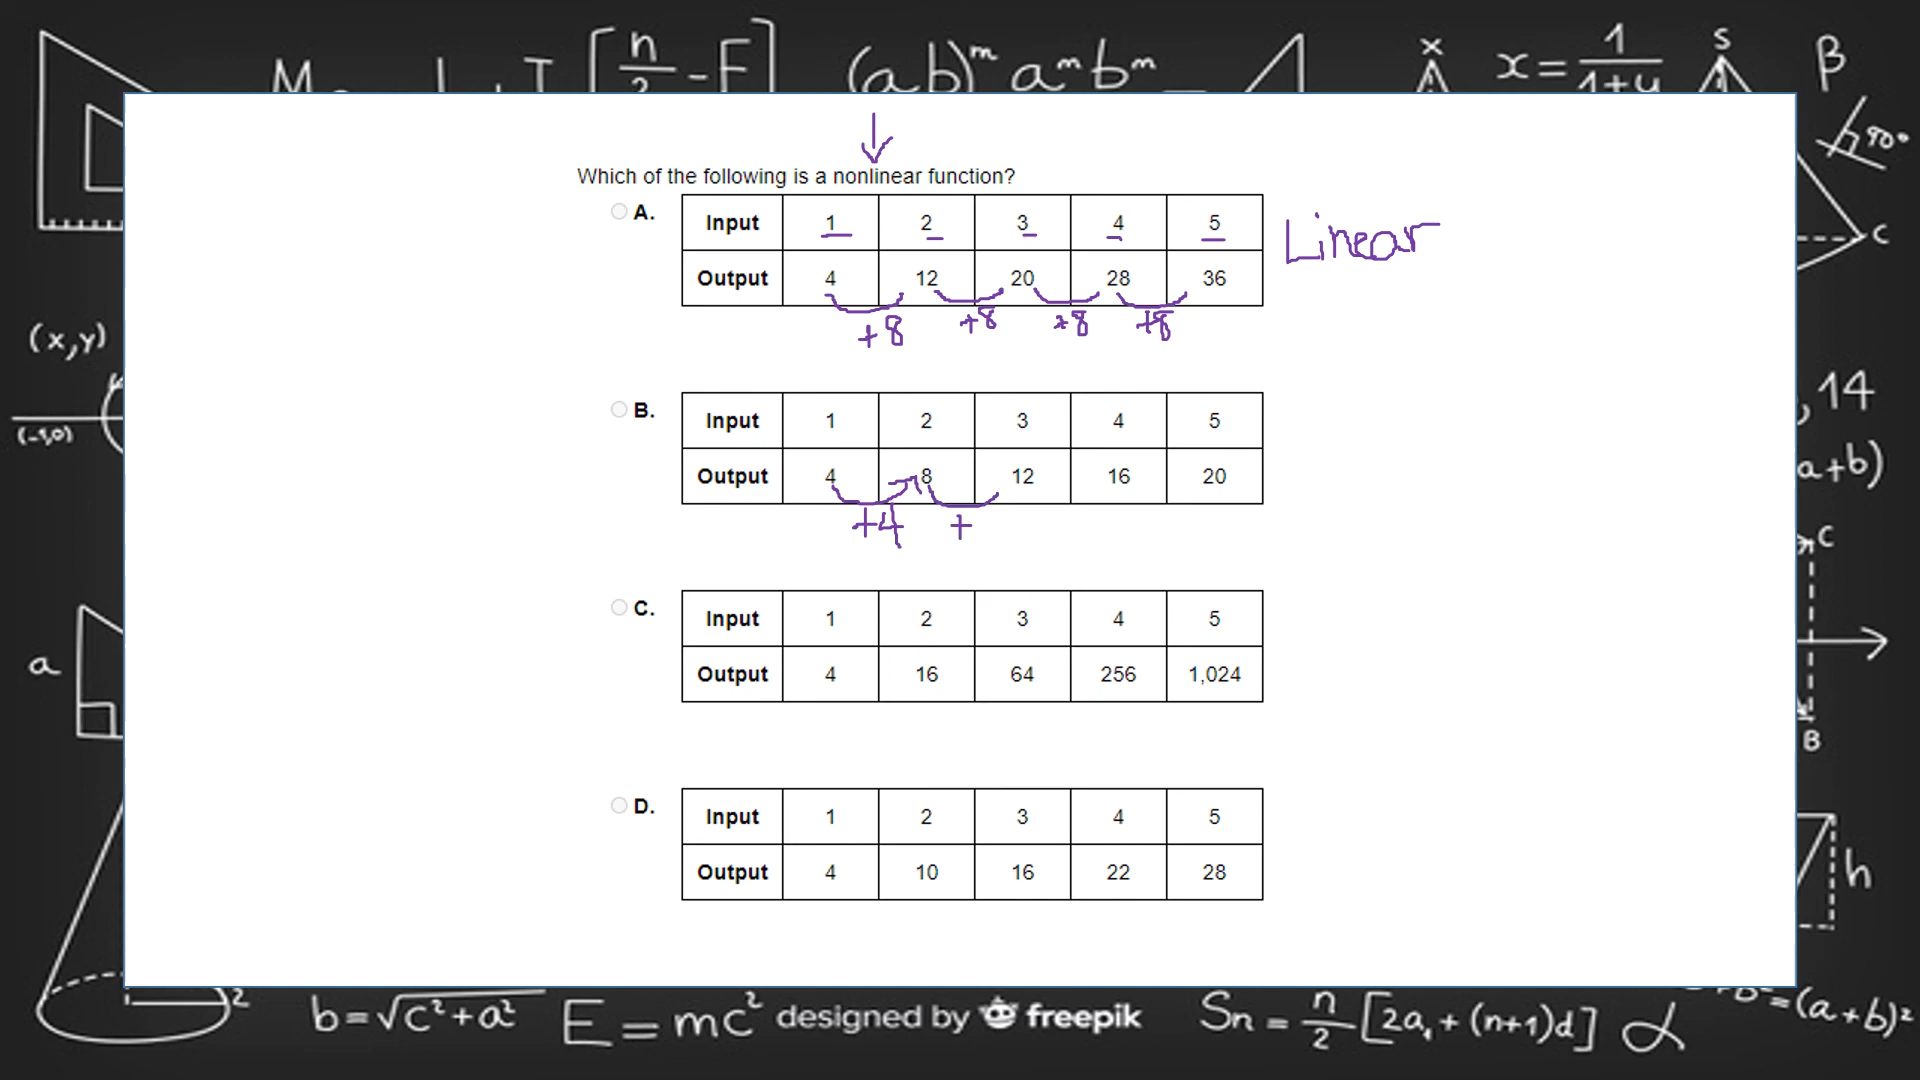 (ab)ᵐ aᵐbᵐ
x
S
β
90°
Which of the following is a nonlinear function?
A.
Input 1 2 3 4 5
Output 4 12 20 28 36
Linear
+8 +8 +8 +8
C
(x,y)
(-1,0)
14
B.
Input 1 2 3 4 5
Output 4 8 12 16 20
+4 +
a+b)
C
C.
Input 1 2 3 4 5
Output 4 16 64 256 1,024
a
B
D.
Input 1 2 3 4 5
Output 4 10 16 22 28
h
b=√c²+a² E=mc² designed by freepik Sn = n/2 [2a₁+(n+1)d] α =(a+b)²